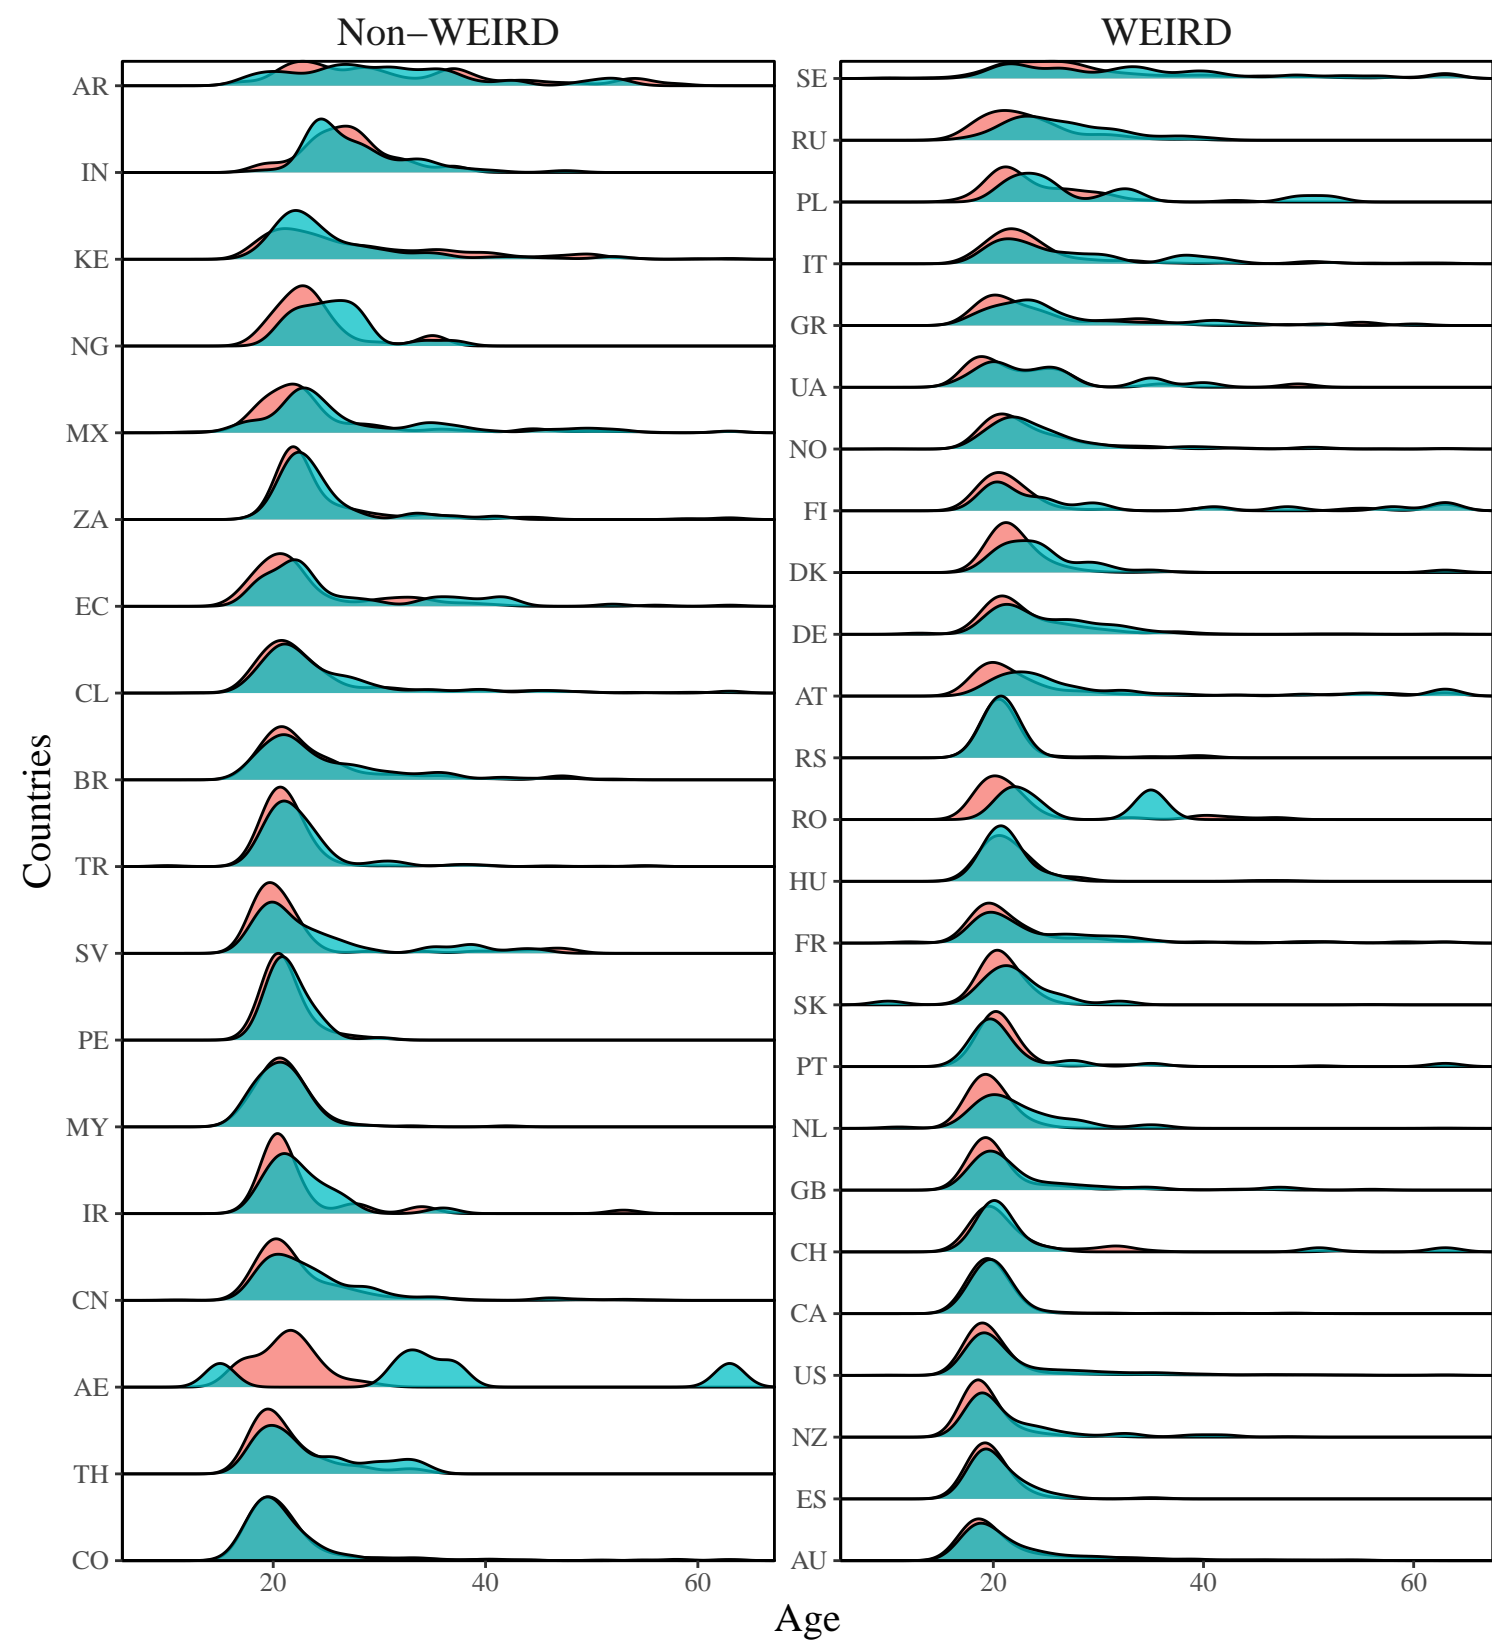 Non−WEIRD
WEIRD
Countries
AR
IN
KE
NG
MX
ZA
EC
CL
BR
TR
SV
PE
MY
IR
CN
AE
TH
CO
20 40 60
SE
RU
PL
IT
GR
UA
NO
FI
DK
DE
AT
RS
RO
HU
FR
SK
PT
NL
GB
CH
CA
US
NZ
ES
AU
20 40 60
Age